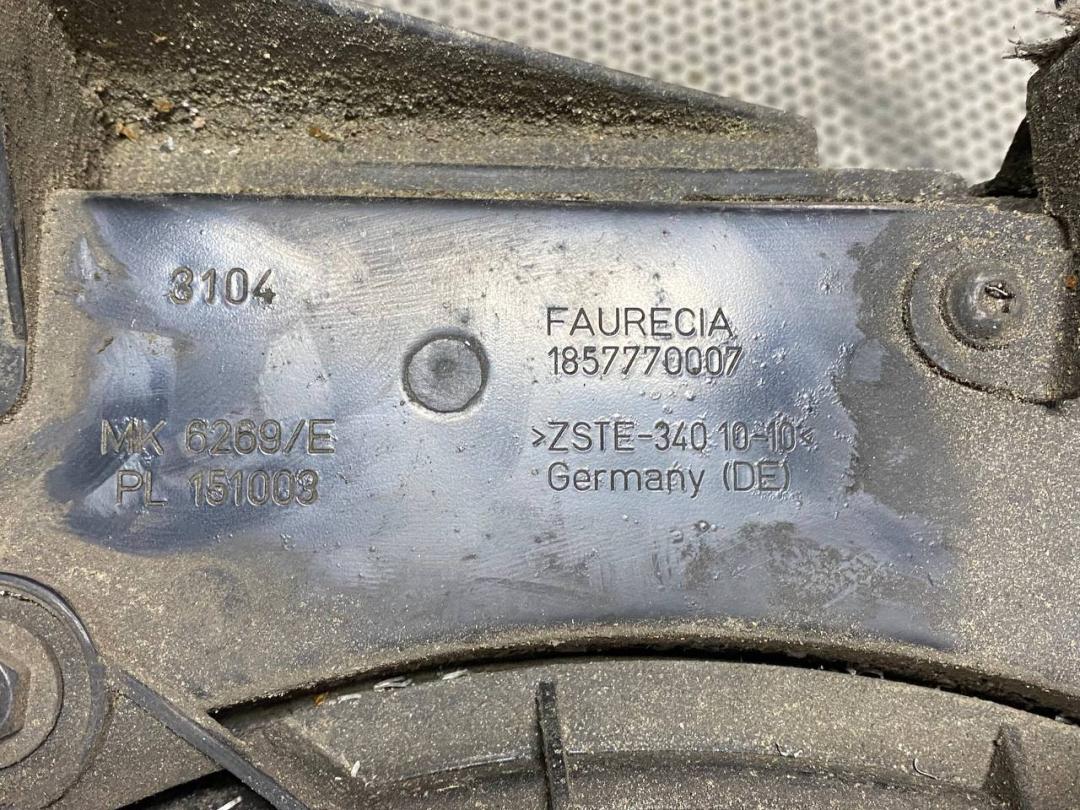 3104
FAURECIA
1857770007
MK 6269/E
PL 151003
>ZSTE-340 10-10<
Germany (DE)